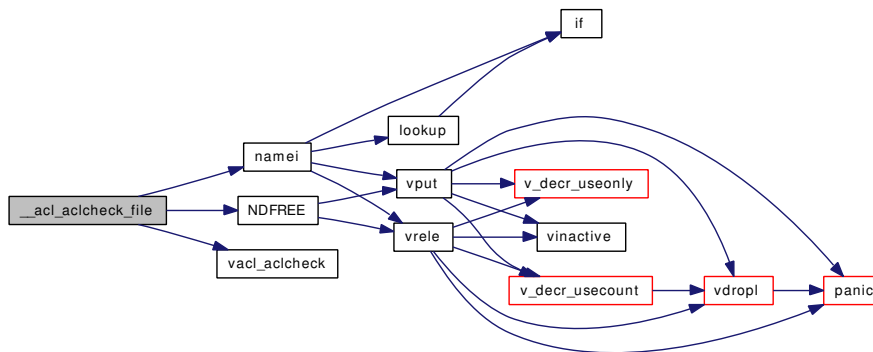 if
lookup
namei
vput
v_decr_useonly
__acl_aclcheck_file
NDFREE
vrele
vinactive
vacl_aclcheck
v_decr_usecount
vdropl
panic